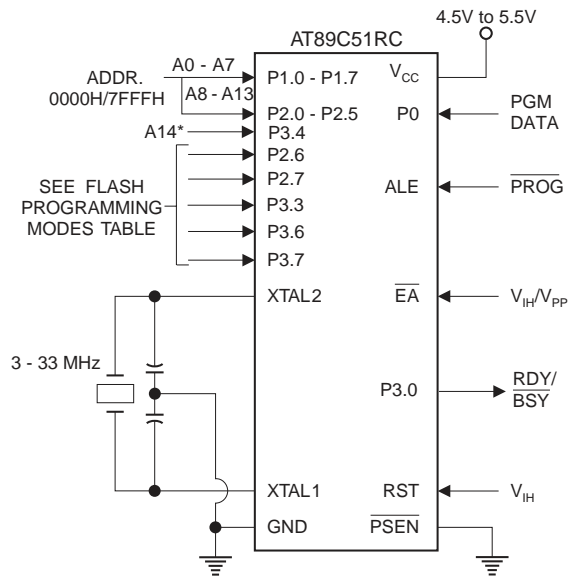 4.5V to 5.5V
AT89C51RC
A0 - A7
ADDR.
0000H/7FFFH
P1.0 - P1.7
VCC
A8 - A13
P2.0 - P2.5
P0
PGM
DATA
A14*
P3.4
P2.6
SEE FLASH
PROGRAMMING
MODES TABLE
P2.7
ALE
PROG
P3.3
P3.6
P3.7
XTAL2
EA
VIH/VPP
3 - 33 MHz
P3.0
RDY/
BSY
XTAL1
RST
VIH
GND
PSEN